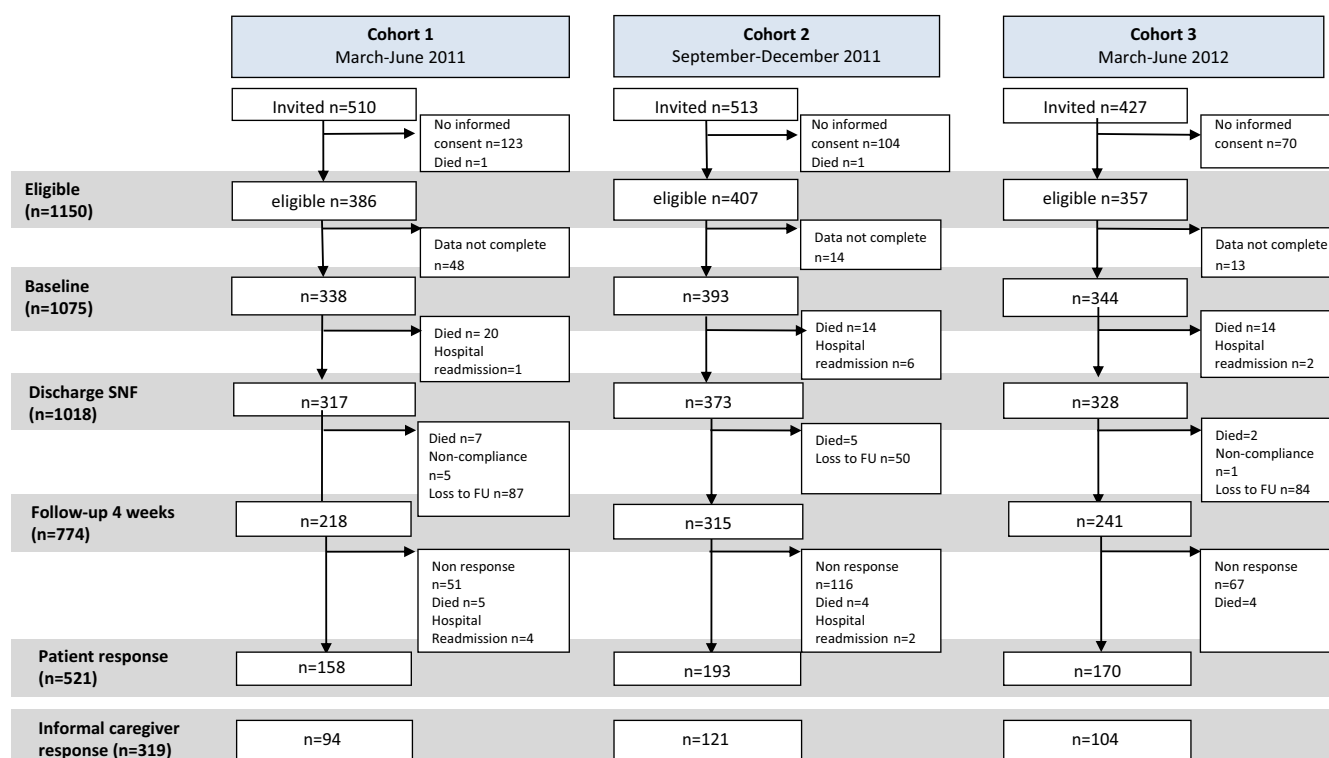 Cohort 1
March-June 2011
Cohort 2
September-December 2011
Cohort 3
March-June 2012
Invited n=510
Invited n=513
Invited n=427
No informed
consent n=123
Died n=1
No informed
consent n=104
Died n=1
No informed
consent n=70
Eligible
(n=1150)
eligible n=386
eligible n=407
eligible n=357
Data not complete
n=48
Data not complete
n=14
Data not complete
n=13
Baseline
(n=1075)
n=338
n=393
n=344
Died n= 20
Hospital
readmission=1
Died n=14
Hospital
readmission n=6
Died n=14
Hospital
readmission n=2
Discharge SNF
(n=1018)
n=317
n=373
n=328
Died n=7
Non-compliance
n=5
Loss to FU n=87
Died=5
Loss to FU n=50
Died=2
Non-compliance
n=1
Loss to FU n=84
Follow-up 4 weeks
(n=774)
n=218
n=315
n=241
Non response
n=51
Died n=5
Hospital
Readmission n=4
Non response
n=116
Died n=4
Hospital
readmission n=2
Non response
n=67
Died=4
Patient response
(n=521)
n=158
n=193
n=170
Informal caregiver
response (n=319)
n=94
n=121
n=104